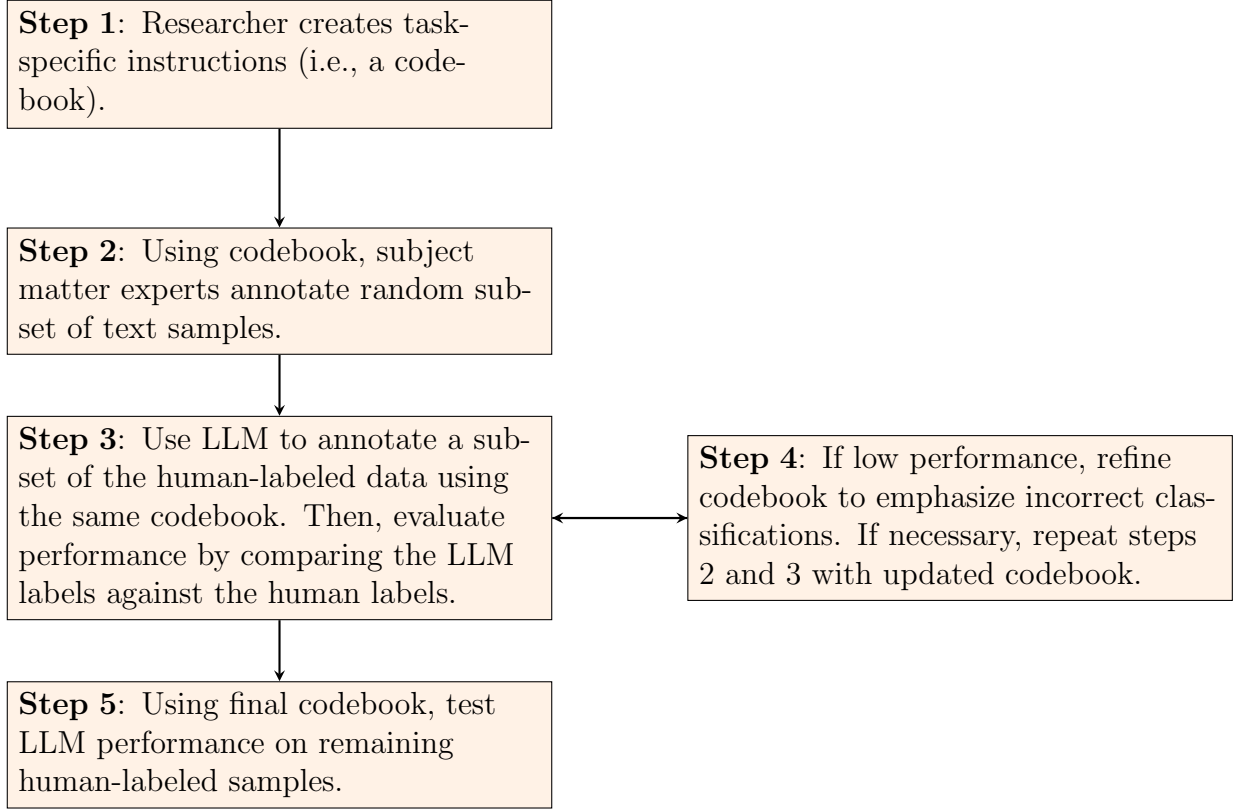 Step 1: Researcher creates task-
specific instructions (i.e., a code-
book).
Step 2: Using codebook, subject
matter experts annotate random sub-
set of text samples.
Step 3: Use LLM to annotate a sub-
set of the human-labeled data using
the same codebook. Then, evaluate
performance by comparing the LLM
labels against the human labels.
Step 4: If low performance, refine
codebook to emphasize incorrect clas-
sifications. If necessary, repeat steps
2 and 3 with updated codebook.
Step 5: Using final codebook, test
LLM performance on remaining
human-labeled samples.